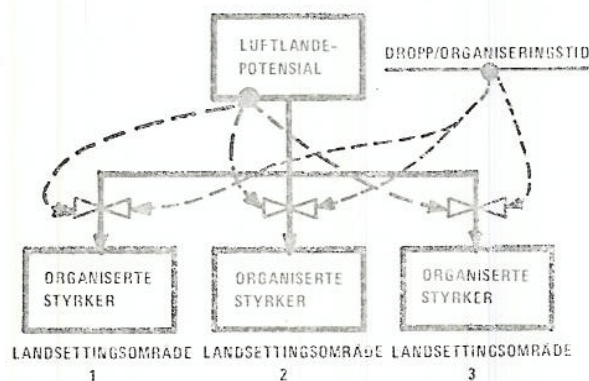 LUFTLANDE-
POTENSIAL
DROPP/ORGANISERINGSTID
ORGANISERTE
STYRKER
ORGANISERTE
STYRKER
ORGANISERTE
STYRKER
LANDSETTINGSOMRÅDE
1
LANDSETTINGSOMRÅDE
2
LANDSETTINGSOMRÅDE
3